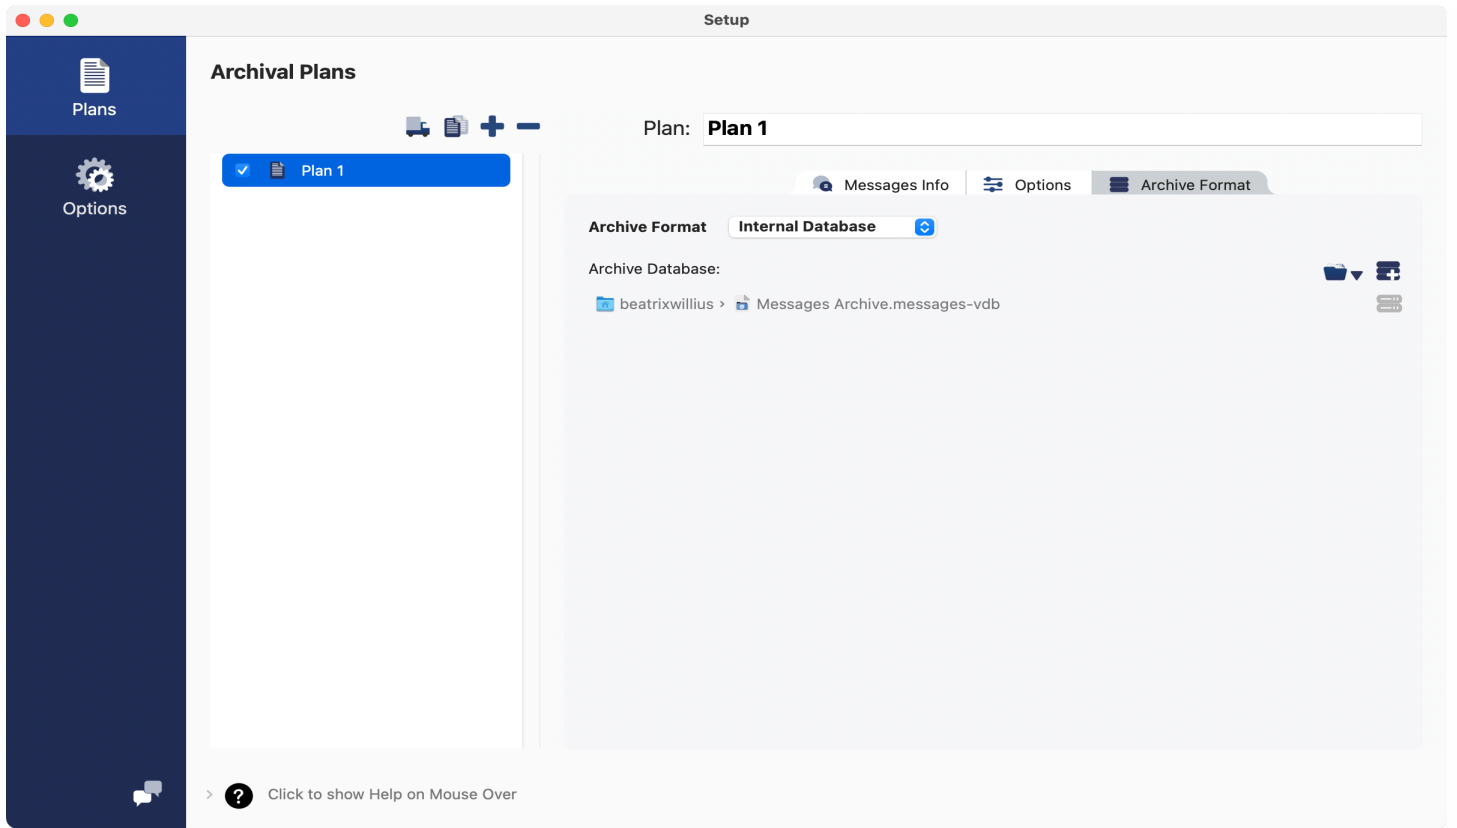 Setup
Plans
Options
Archival Plans
Plan: Plan 1
Plan 1
Messages Info Options Archive Format
Archive Format Internal Database
Archive Database:
beatrixwillius › Messages Archive.messages-vdb
? Click to show Help on Mouse Over